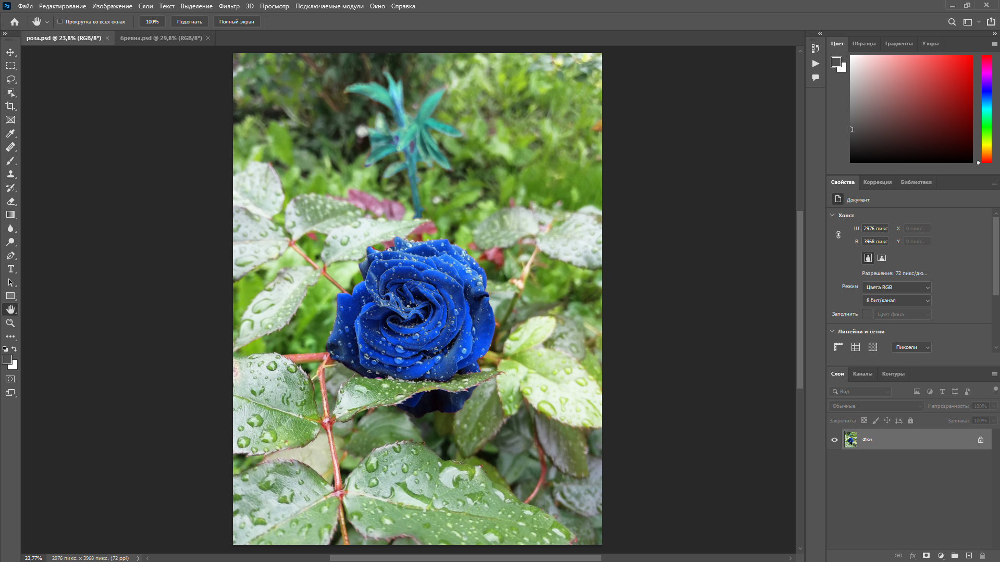 Ps Файл Редактирование Изображение Слои Текст Выделение Фильтр 3D Просмотр Подключаемые модули Окно Справка
Прокрутка во всех окнах 100% Подогнать Полный экран
роза.psd @ 23,8% (RGB/8*) × бревна.psd @ 29,8% (RGB/8*) ×
Цвет Образцы Градиенты Узоры
Свойства Коррекция Библиотеки
Документ
Холст
Ш 2976 пикс X 0 пикс.
В 3968 пикс Y 0 пикс.
Разрешение: 72 пикс/дю...
Режим Цвета RGB
8 бит/канал
Заполнить Цвет фона
Линейки и сетки
Пиксели
Слои Каналы Контуры
Вид
Обычные Непрозрачность: 100%
Закрепить: Заливка: 100%
Фон
23,77% 2976 пикс. x 3968 пикс. (72 ppi)